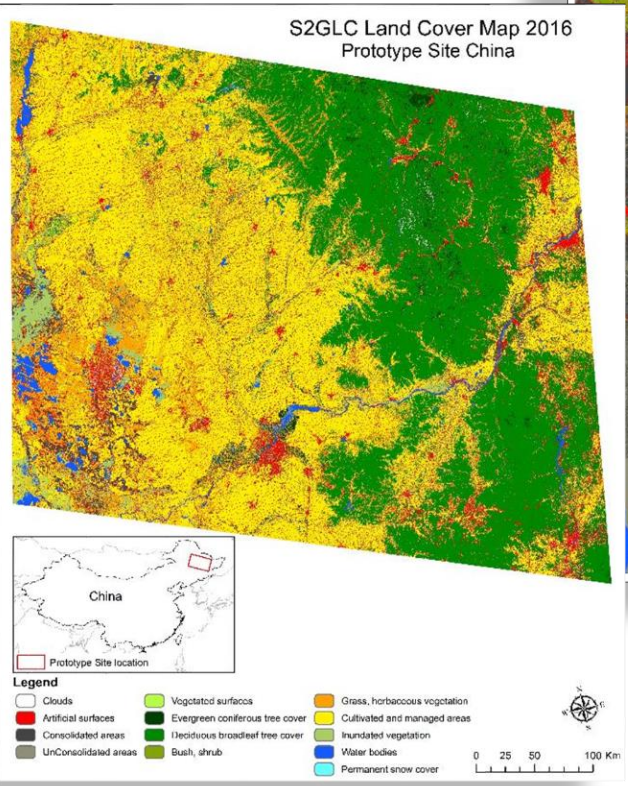 S2GLC Land Cover Map 2016
Prototype Site China
China
Prototype Site location
Legend
Clouds
Artificial surfaces
Consolidated areas
UnConsolidated areas
Vegetated surfaces
Evergreen coniferous tree cover
Deciduous broadleaf tree cover
Bush, shrub
Grass, herbaceous vegetation
Cultivated and managed areas
Inundated vegetation
Water bodies
Permanent snow cover
N
W E
S
0 25 50 100 Km